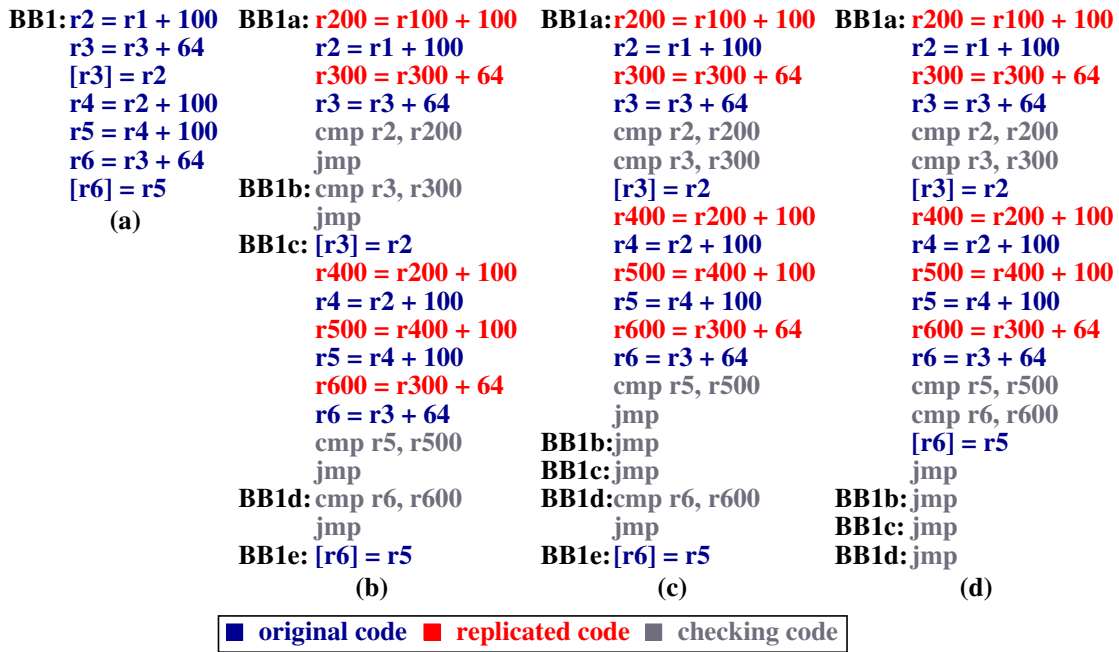 BB1: r2 = r1 + 100
r3 = r3 + 64
[r3] = r2
r4 = r2 + 100
r5 = r4 + 100
r6 = r3 + 64
[r6] = r5
(a)
BB1a: r200 = r100 + 100
r2 = r1 + 100
r300 = r300 + 64
r3 = r3 + 64
cmp r2, r200
jmp
BB1b: cmp r3, r300
jmp
BB1c: [r3] = r2
r400 = r200 + 100
r4 = r2 + 100
r500 = r400 + 100
r5 = r4 + 100
r600 = r300 + 64
r6 = r3 + 64
cmp r5, r500
jmp
BB1d: cmp r6, r600
jmp
BB1e: [r6] = r5
(b)
BB1a: r200 = r100 + 100
r2 = r1 + 100
r300 = r300 + 64
r3 = r3 + 64
cmp r2, r200
cmp r3, r300
[r3] = r2
r400 = r200 + 100
r4 = r2 + 100
r500 = r400 + 100
r5 = r4 + 100
r600 = r300 + 64
r6 = r3 + 64
cmp r5, r500
jmp
BB1b: jmp
BB1c: jmp
BB1d: cmp r6, r600
jmp
BB1e: [r6] = r5
(c)
BB1a: r200 = r100 + 100
r2 = r1 + 100
r300 = r300 + 64
r3 = r3 + 64
cmp r2, r200
cmp r3, r300
[r3] = r2
r400 = r200 + 100
r4 = r2 + 100
r500 = r400 + 100
r5 = r4 + 100
r600 = r300 + 64
r6 = r3 + 64
cmp r5, r500
cmp r6, r600
[r6] = r5
jmp
BB1b: jmp
BB1c: jmp
BB1d: jmp
(d)
original code replicated code checking code